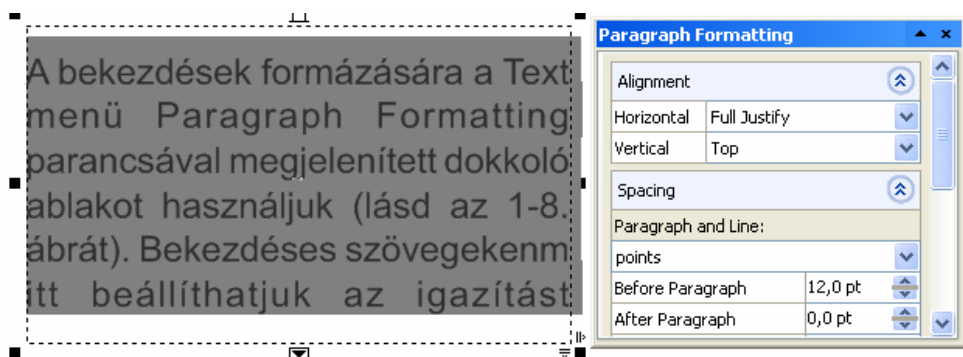 A bekezdések formázására a Text
menü Paragraph Formatting
parancsával megjelenített dokkoló
ablakot használjuk (lásd az 1-8.
ábrát). Bekezdéses szövegekenm
itt beállíthatjuk az igazítást
Paragraph Formatting
Alignment
Horizontal Full Justify
Vertical Top
Spacing
Paragraph and Line:
points
Before Paragraph 12,0 pt
After Paragraph 0,0 pt